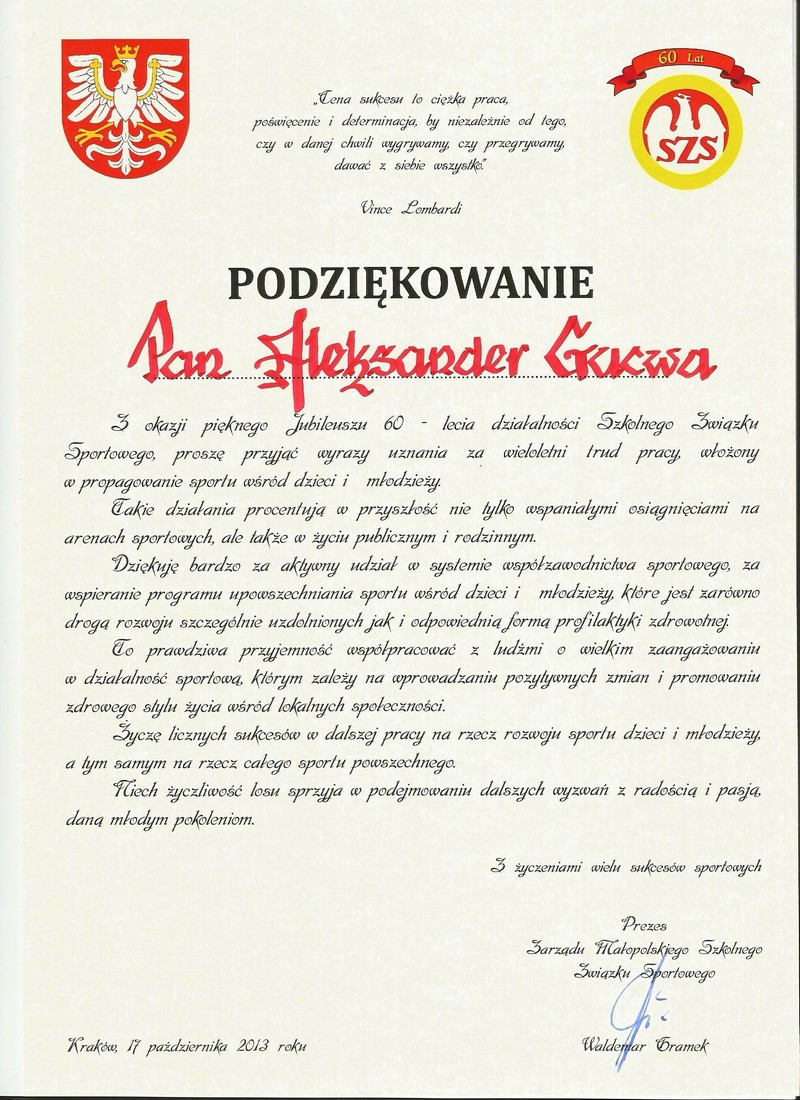 60 Lat
SZS
„Cena sukcesu to ciężka praca,
poświęcenie i determinacja, by niezależnie od tego,
czy w danej chwili wygrywamy, czy przegrywamy,
dawać z siebie wszystko."
Vince Lombardi
PODZIĘKOWANIE
Pan Aleksander Gacwa
Z okazji pięknego Jubileuszu 60 - lecia działalności Szkolnego Związku
Sportowego, proszę przyjąć wyrazy uznania za wieloletni trud pracy, włożony
w propagowanie sportu wśród dzieci i młodzieży.
Takie działania procentują w przyszłość nie tylko wspaniałymi osiągnięciami na
arenach sportowych, ale także w życiu publicznym i rodzinnym.
Dziękuję bardzo za aktywny udział w systemie współzawodnictwa sportowego, za
wspieranie programu upowszechniania sportu wśród dzieci i młodzieży, które jest zarówno
drogą rozwoju szczególnie uzdolnionych jak i odpowiednią formą profilaktyki zdrowotnej.
To prawdziwa przyjemność współpracować z ludźmi o wielkim zaangażowaniu
w działalność sportową, którym zależy na wprowadzaniu pozytywnych zmian i promowaniu
zdrowego stylu życia wśród lokalnych społeczności.
Życzę licznych sukcesów w dalszej pracy na rzecz rozwoju sportu dzieci i młodzieży,
a tym samym na rzecz całego sportu powszechnego.
Niech życzliwość losu sprzyja w podejmowaniu dalszych wyzwań z radością i pasją,
daną młodym pokoleniom.
Z życzeniami wielu sukcesów sportowych
Prezes
Zarządu Małopolskiego Szkolnego
Związku Sportowego
Kraków, 17 października 2013 roku
Waldemar Gramek